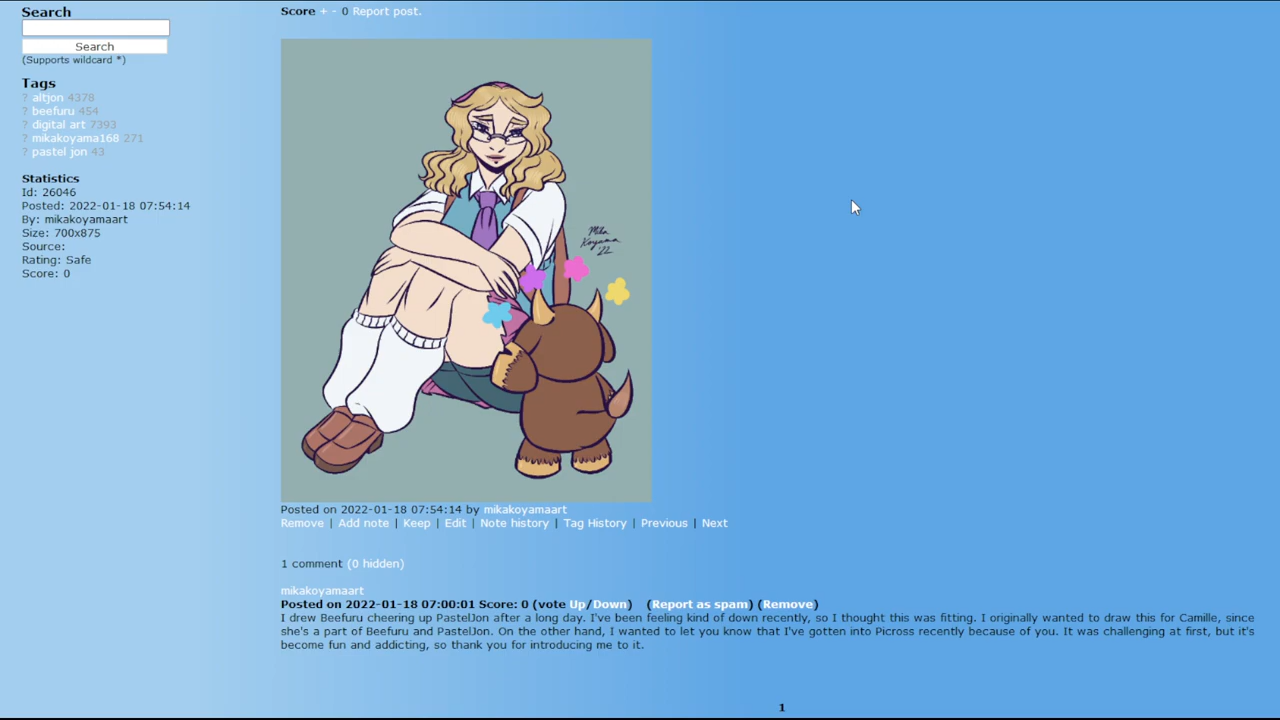 Search
Search
(Supports wildcard *)
Tags
? altjon 4378
? beefuru 454
? digital art 7393
? mikakoyama168 271
? pastel jon 43
Statistics
Id: 26046
Posted: 2022-01-18 07:54:14
By: mikakoyamaart
Size: 700x875
Source:
Rating: Safe
Score: 0
Score + - 0 Report post.
Mika
Koyama
'22
Posted on 2022-01-18 07:54:14 by mikakoyamaart
Remove | Add note | Keep | Edit | Note history | Tag History | Previous | Next
1 comment (0 hidden)
mikakoyamaart
Posted on 2022-01-18 07:00:01 Score: 0 (vote Up/Down) (Report as spam) (Remove)
I drew Beefuru cheering up PastelJon after a long day. I've been feeling kind of down recently, so I thought this was fitting. I originally wanted to draw this for Camille, since
she's a part of Beefuru and PastelJon. On the other hand, I wanted to let you know that I've gotten into Picross recently because of you. It was challenging at first, but it's
become fun and addicting, so thank you for introducing me to it.
1